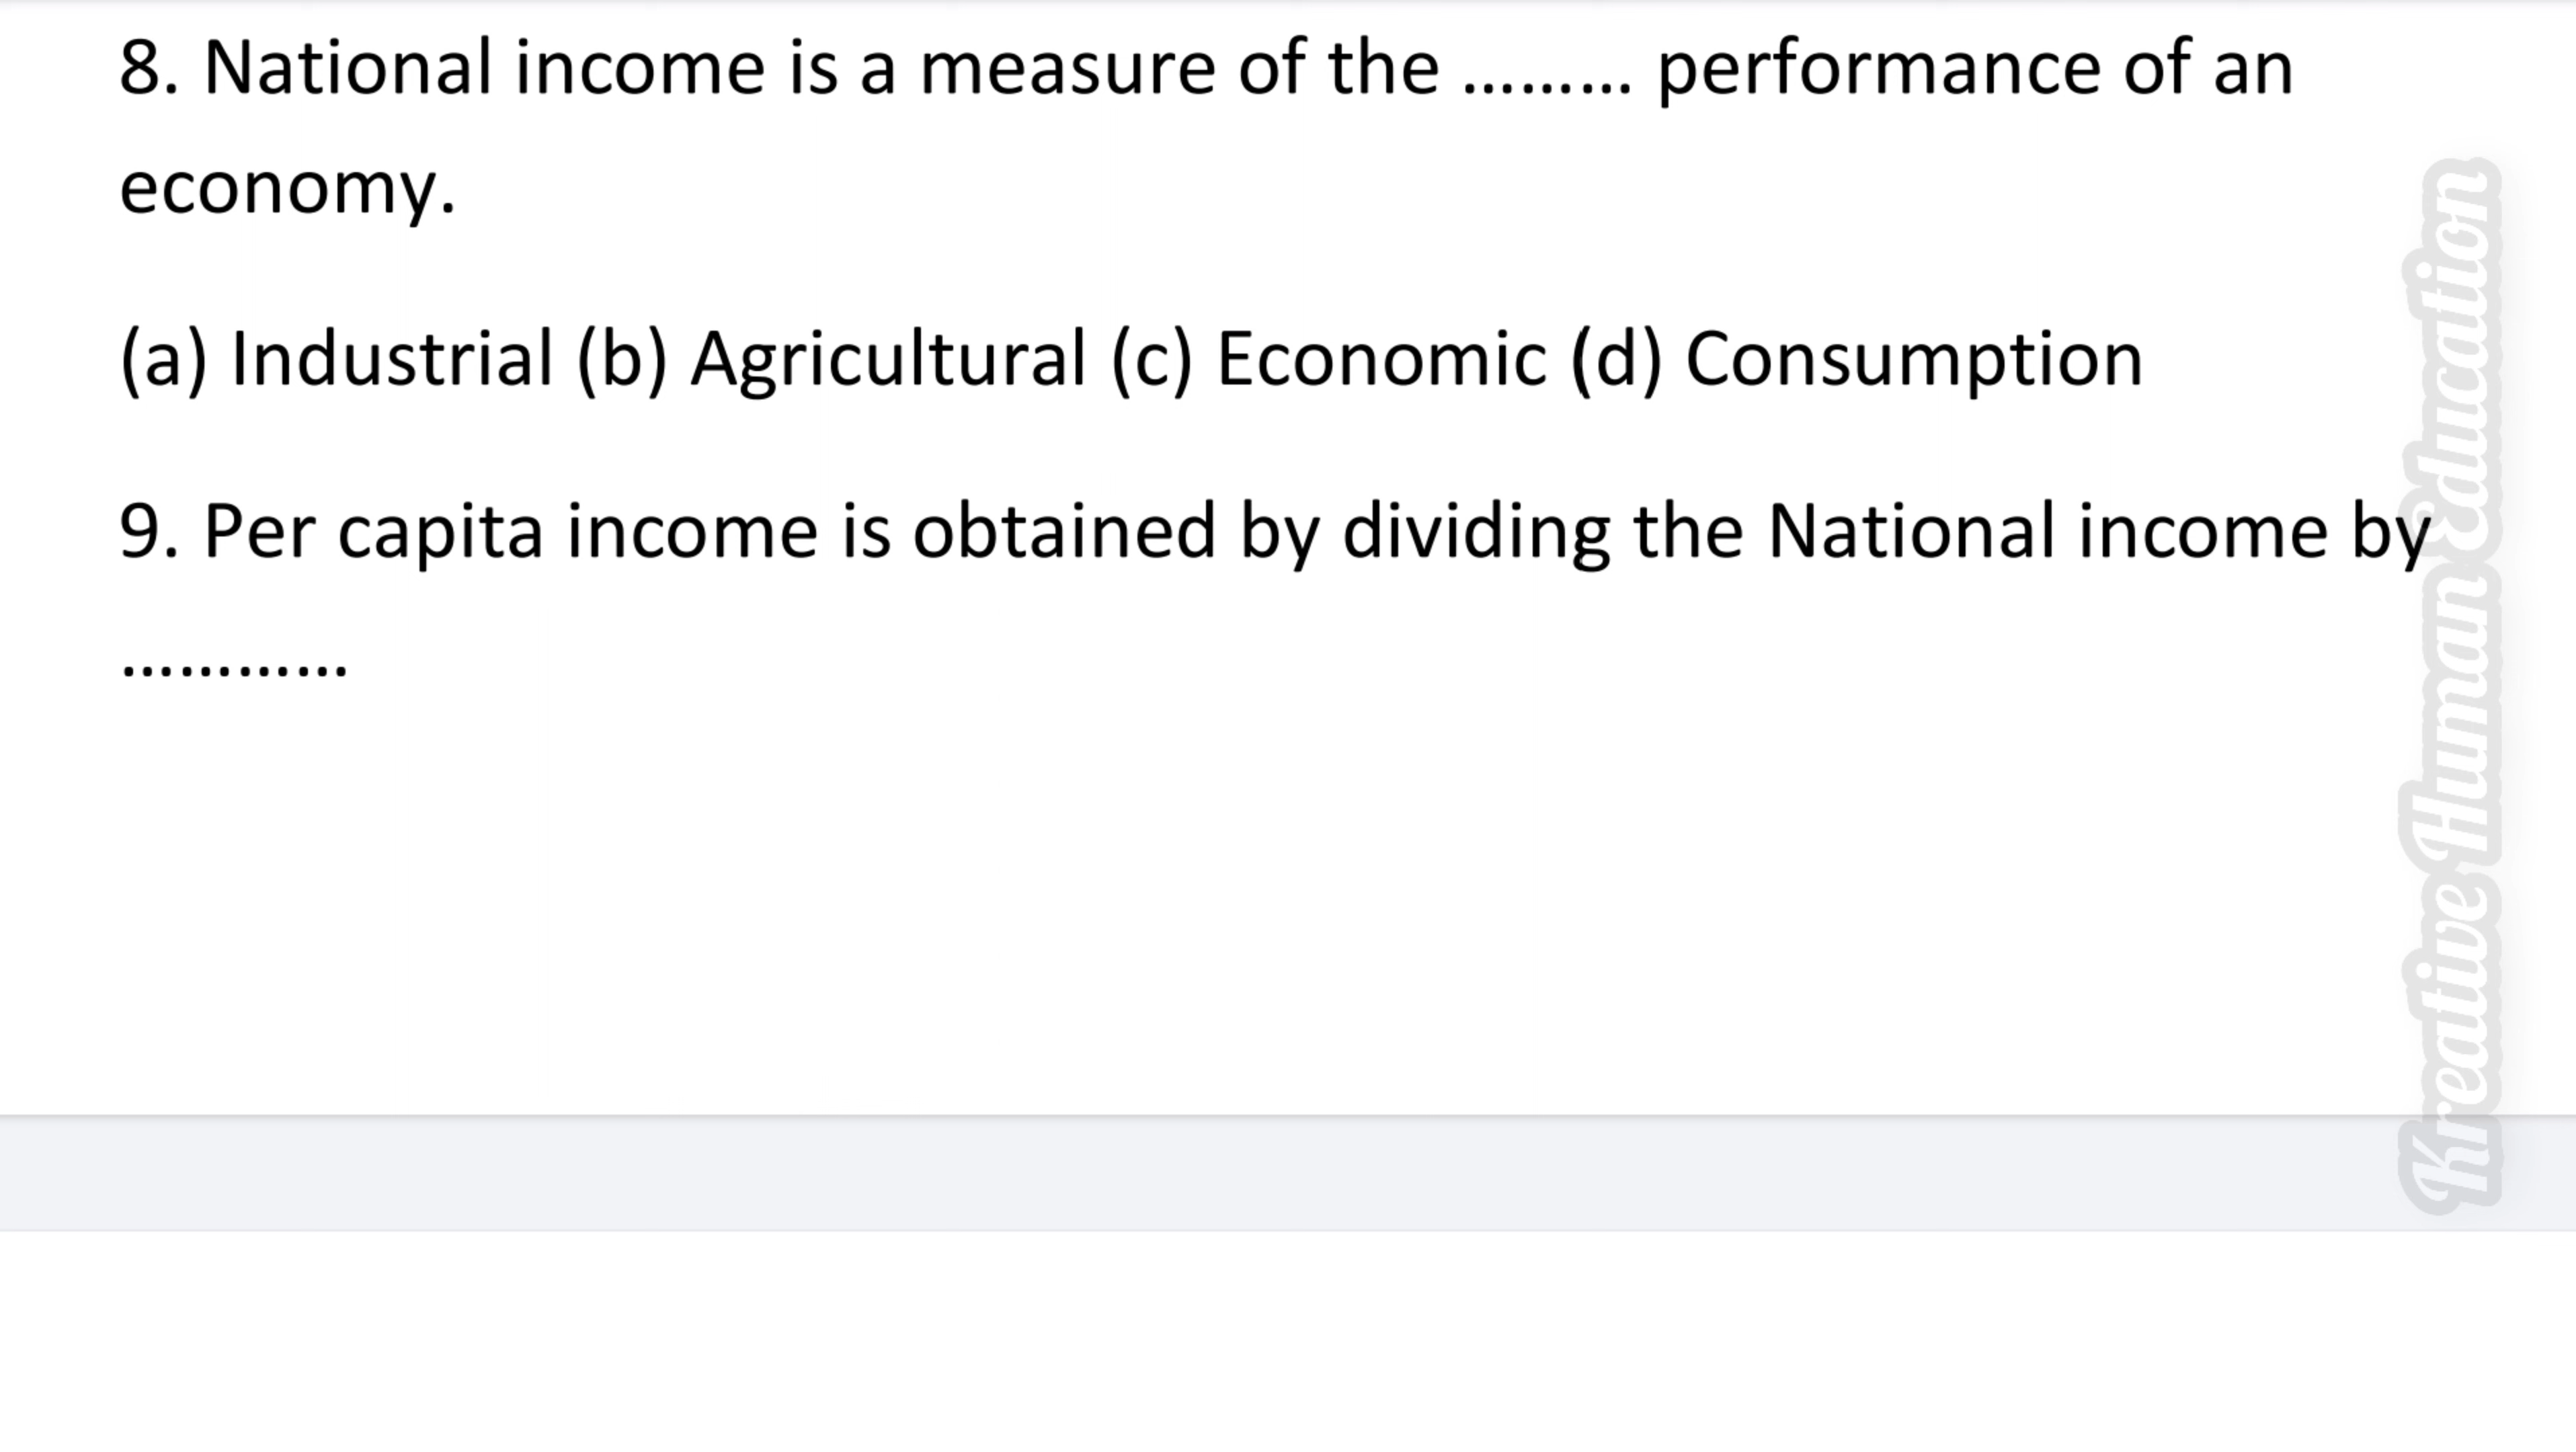 8. National income is a measure of the ......... performance of an
economy.
(a) Industrial (b) Agricultural (c) Economic (d) Consumption
9. Per capita income is obtained by dividing the National income by
............
Kreative Human Education